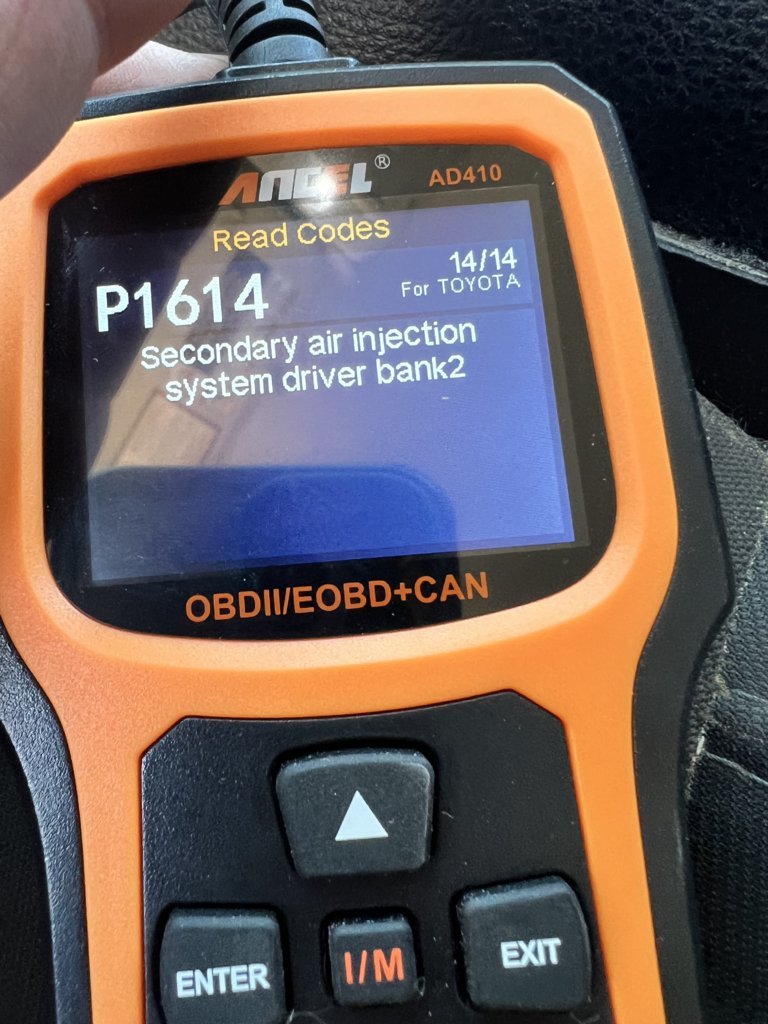 ANCEL® AD410
Read Codes
P1614
14/14
For TOYOTA
Secondary air injection
system driver bank2
OBDII/EOBD+CAN
ENTER
I/M
EXIT